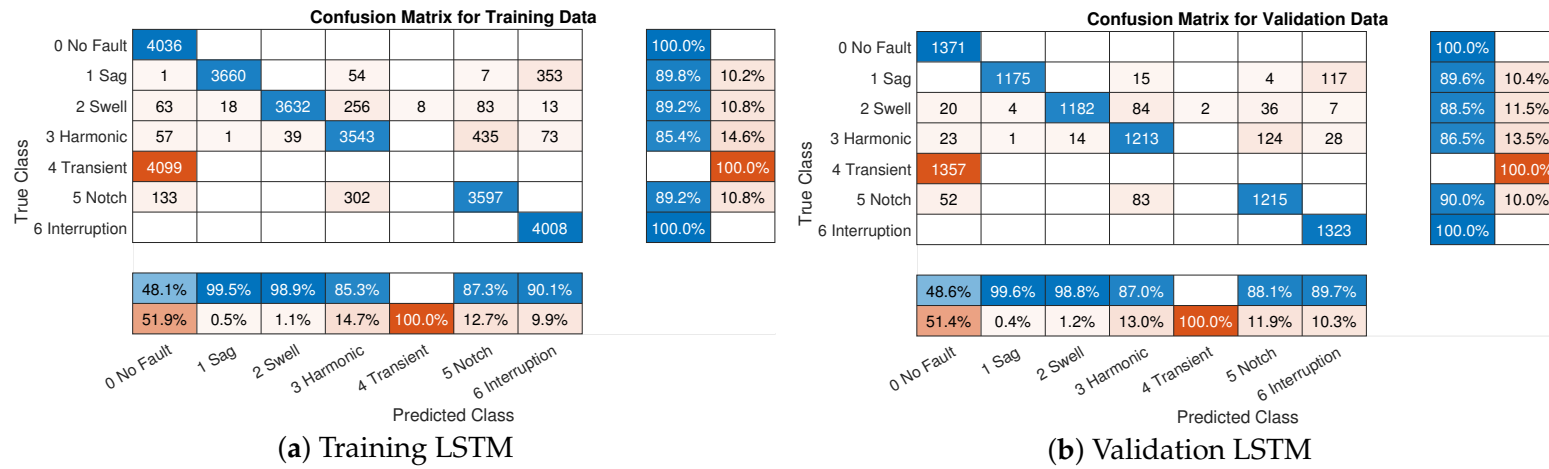 Confusion Matrix for Training Data
0 No Fault 4036 100.0%
1 Sag 1 3660 54 7 353 89.8% 10.2%
2 Swell 63 18 3632 256 8 83 13 89.2% 10.8%
3 Harmonic 57 1 39 3543 435 73 85.4% 14.6%
4 Transient 4099 100.0%
5 Notch 133 302 3597 89.2% 10.8%
6 Interruption 4008 100.0%
True Class
48.1% 99.5% 98.9% 85.3% 87.3% 90.1%
51.9% 0.5% 1.1% 14.7% 100.0% 12.7% 9.9%
0 No Fault 1 Sag 2 Swell 3 Harmonic 4 Transient 5 Notch 6 Interruption
Predicted Class
(a) Training LSTM
Confusion Matrix for Validation Data
0 No Fault 1371 100.0%
1 Sag 1175 15 4 117 89.6% 10.4%
2 Swell 20 4 1182 84 2 36 7 88.5% 11.5%
3 Harmonic 23 1 14 1213 124 28 86.5% 13.5%
4 Transient 1357 100.0%
5 Notch 52 83 1215 90.0% 10.0%
6 Interruption 1323 100.0%
True Class
48.6% 99.6% 98.8% 87.0% 88.1% 89.7%
51.4% 0.4% 1.2% 13.0% 100.0% 11.9% 10.3%
0 No Fault 1 Sag 2 Swell 3 Harmonic 4 Transient 5 Notch 6 Interruption
Predicted Class
(b) Validation LSTM